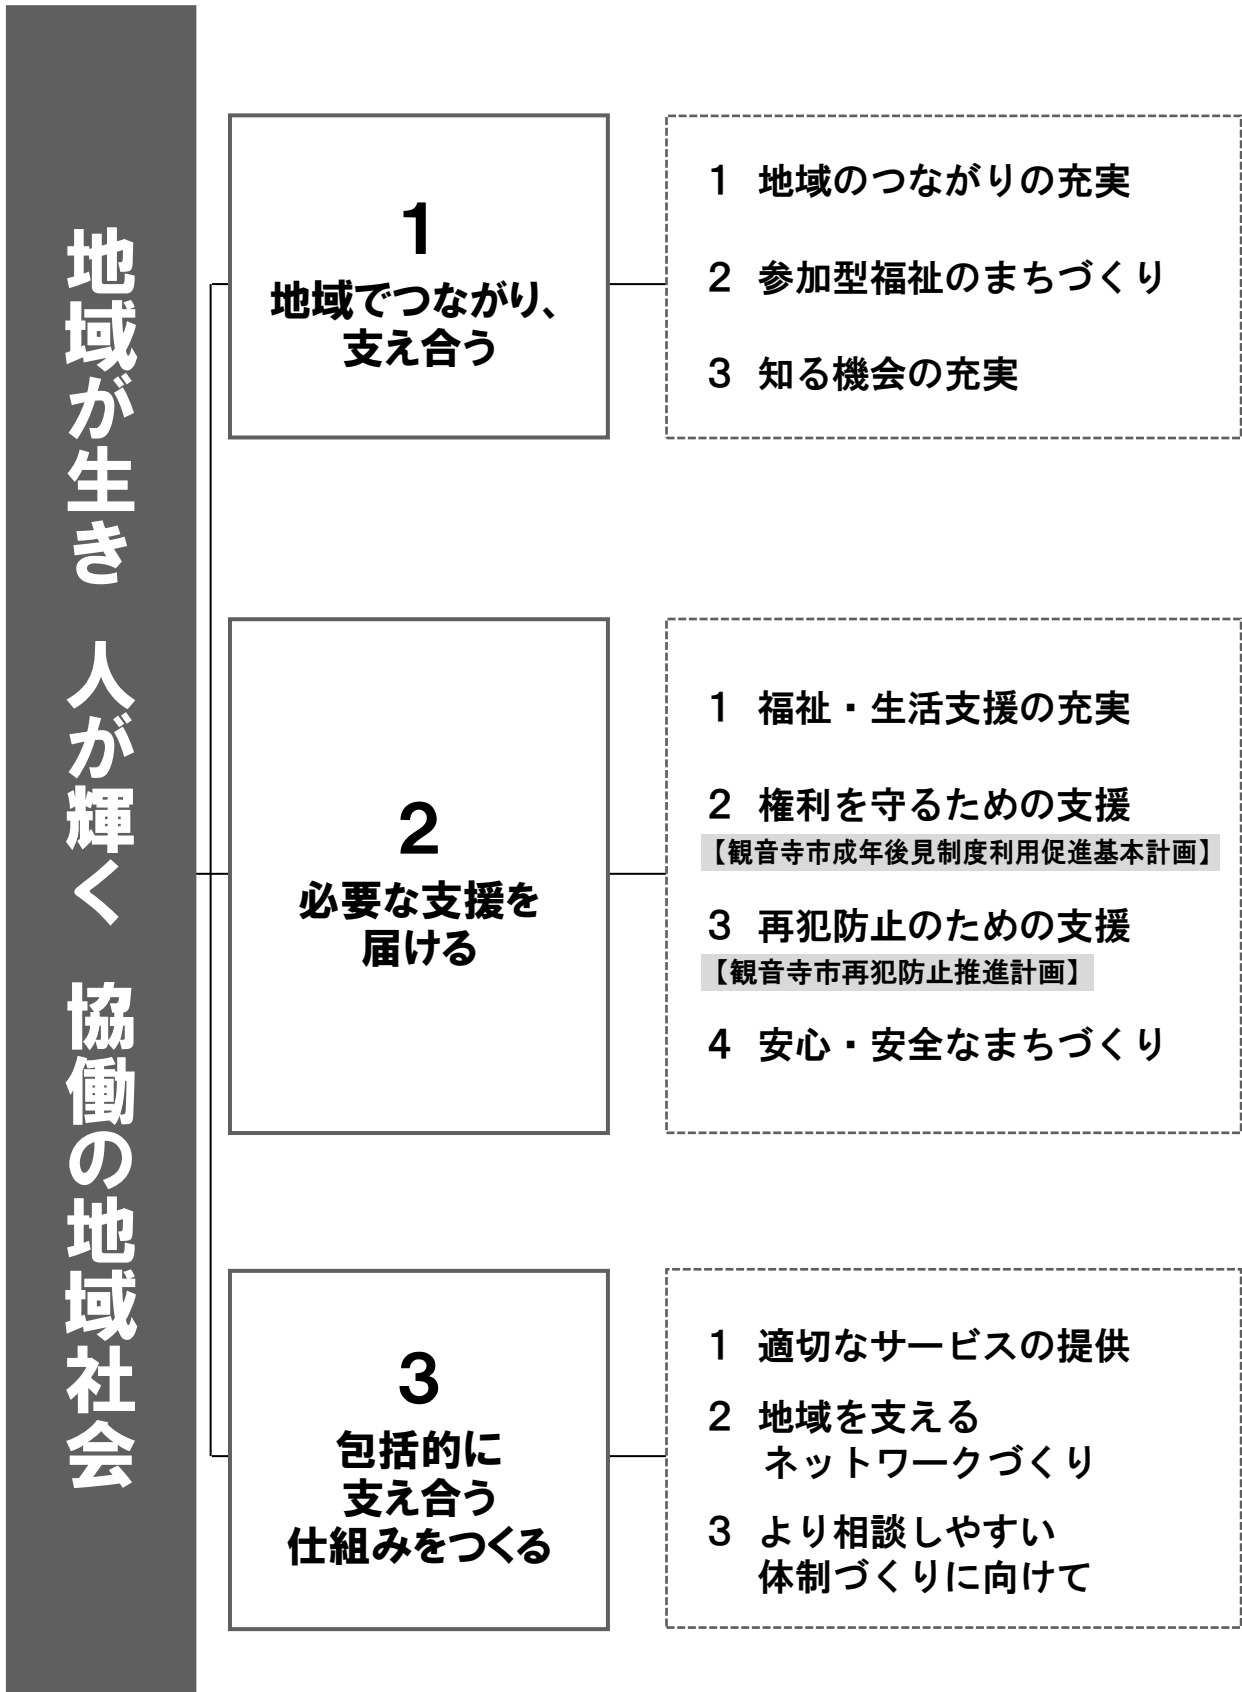 地域が生き　人が輝く　協働の地域社会
1
地域でつながり、
支え合う
1　地域のつながりの充実
2　参加型福祉のまちづくり
3　知る機会の充実
2
必要な支援を
届ける
1　福祉・生活支援の充実
2　権利を守るための支援
【観音寺市成年後見制度利用促進基本計画】
3　再犯防止のための支援
【観音寺市再犯防止推進計画】
4　安心・安全なまちづくり
3
包括的に
支え合う
仕組みをつくる
1　適切なサービスの提供
2　地域を支える
ネットワークづくり
3　より相談しやすい
体制づくりに向けて